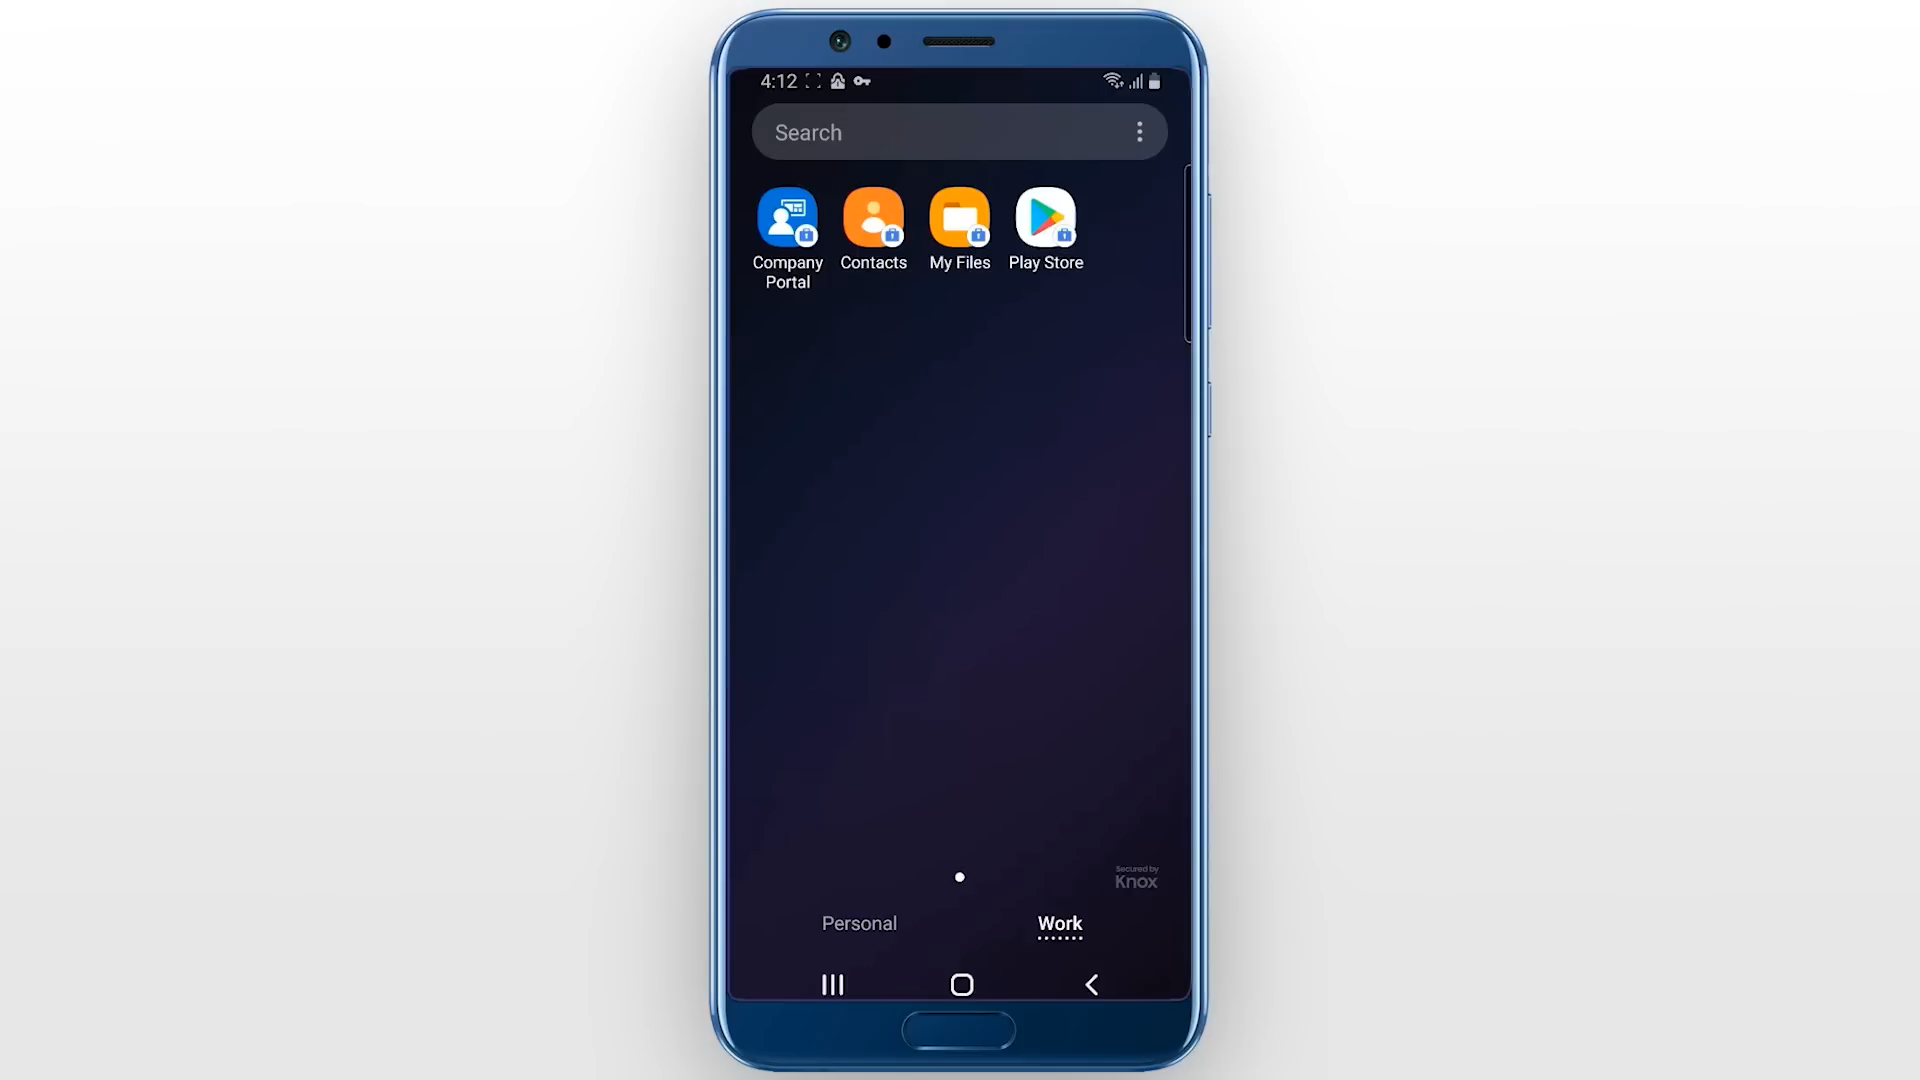 4:12
Search
Company
Portal
Contacts
My Files
Play Store
Secured by
Knox
Personal
Work